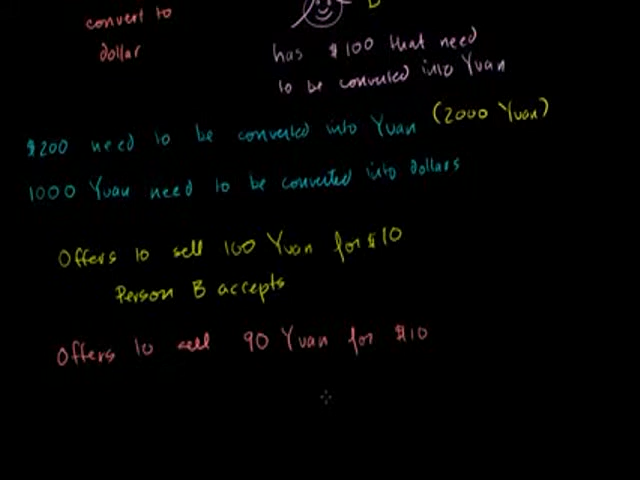 convert to
dollar
D
has $100 that need
to be converted into Yuan
$200 need to be converted into Yuan (2000 Yuan)
1000 Yuan need to be converted into dollars
Offers to sell 100 Yuan for $10
Person B accepts
Offers to sell 90 Yuan for $10